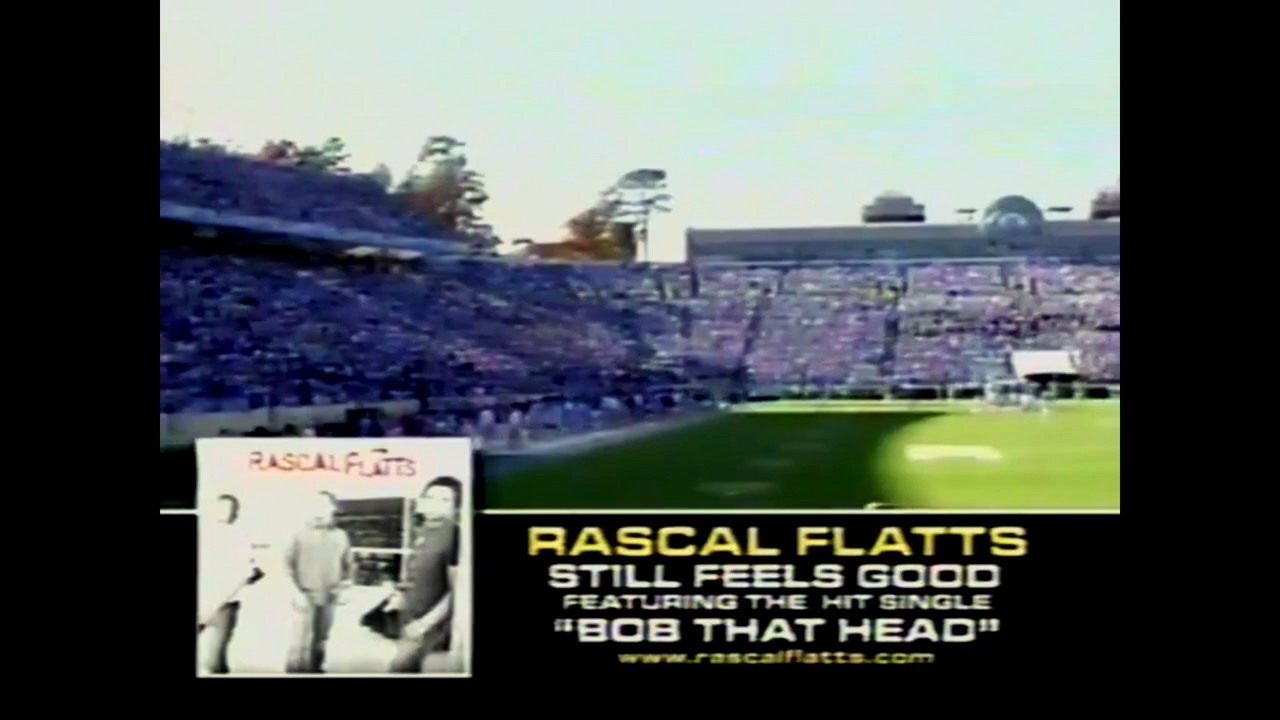 RASCAL FLATTS
RASCAL FLATTS
STILL FEELS GOOD
FEATURING THE HIT SINGLE
"BOB THAT HEAD"
www.rascalflatts.com